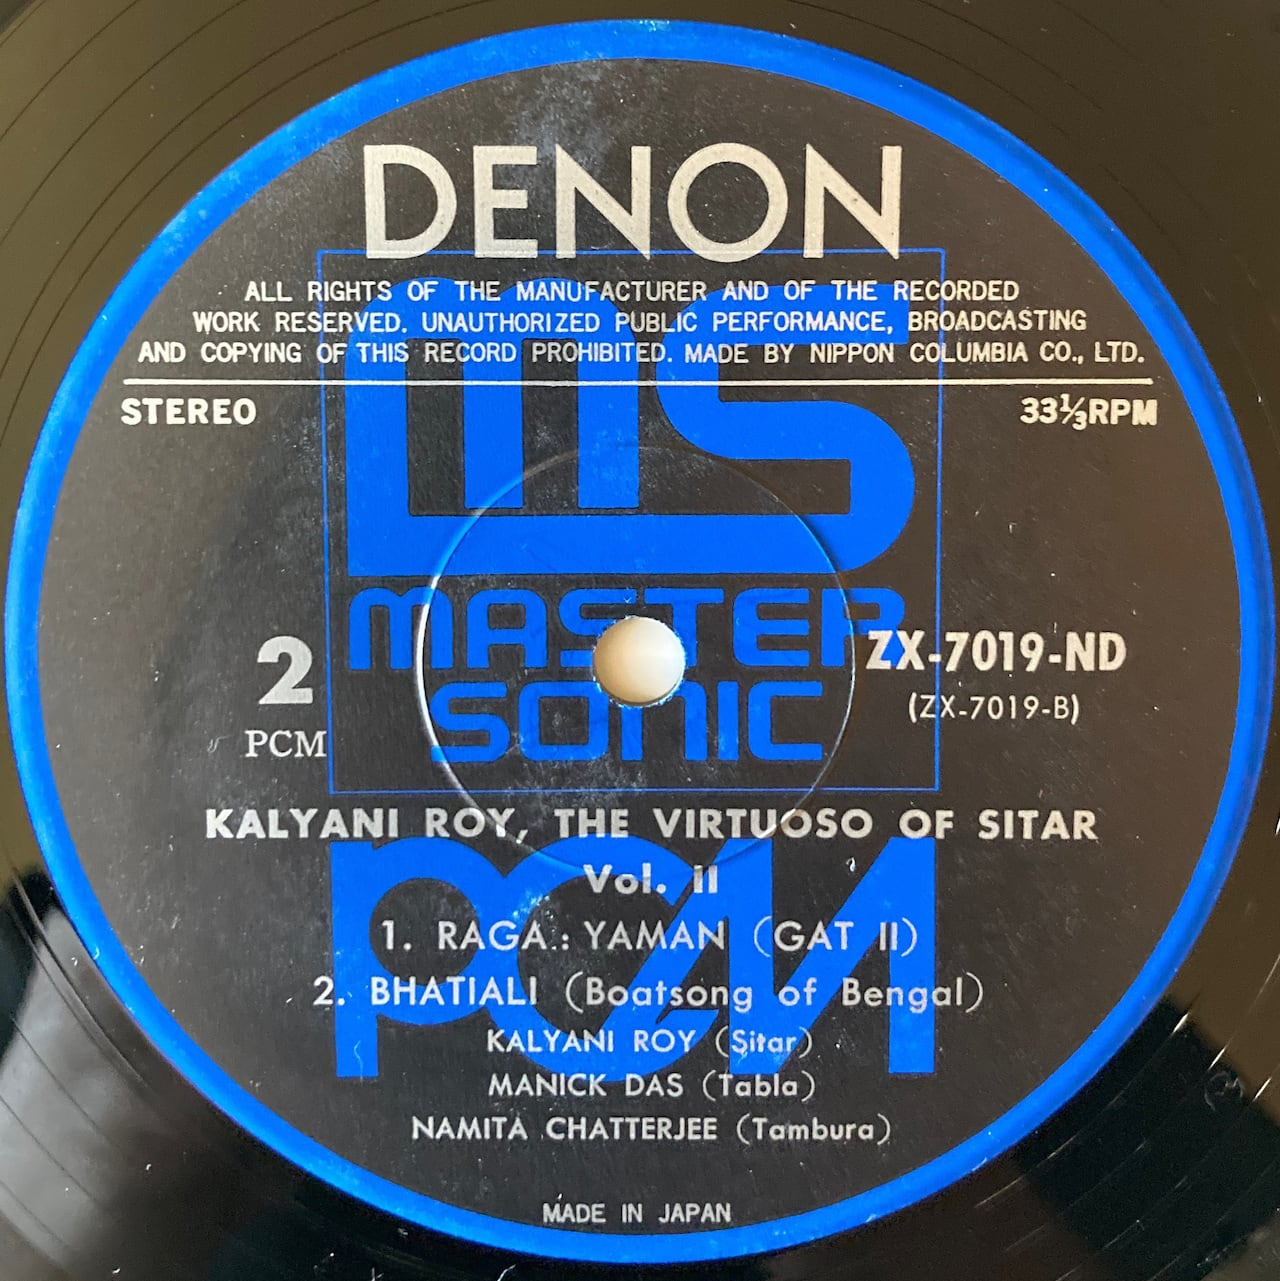 DENON
ALL RIGHTS OF THE MANUFACTURER AND OF THE RECORDED
WORK RESERVED. UNAUTHORIZED PUBLIC PERFORMANCE, BROADCASTING
AND COPYING OF THIS RECORD PROHIBITED. MADE BY NIPPON COLUMBIA CO., LTD.
STEREO 33⅓RPM
MS
MASTER
SONIC
2 ZX-7019-ND
PCM (ZX-7019-B)
KALYANI ROY, THE VIRTUOSO OF SITAR
Vol. II
PCM
1. RAGA : YAMAN (GAT II)
2. BHATIALI (Boatsong of Bengal)
KALYANI ROY (Sitar)
MANICK DAS (Tabla)
NAMITA CHATTERJEE (Tambura)
MADE IN JAPAN